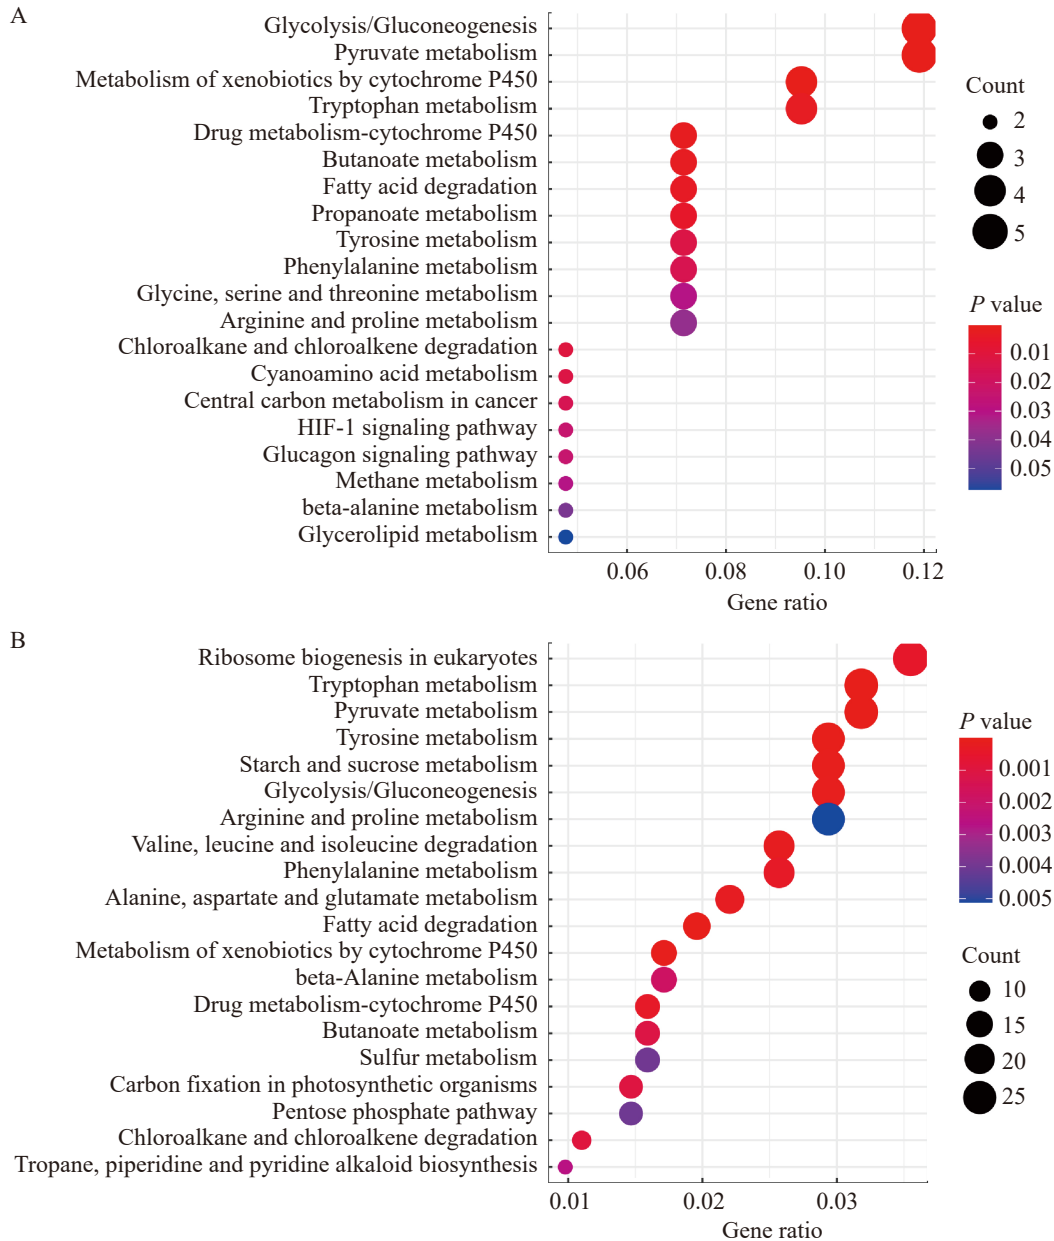 A
Glycolysis/Gluconeogenesis
Pyruvate metabolism
Metabolism of xenobiotics by cytochrome P450
Tryptophan metabolism
Drug metabolism-cytochrome P450
Butanoate metabolism
Fatty acid degradation
Propanoate metabolism
Tyrosine metabolism
Phenylalanine metabolism
Glycine, serine and threonine metabolism
Arginine and proline metabolism
Chloroalkane and chloroalkene degradation
Cyanoamino acid metabolism
Central carbon metabolism in cancer
HIF-1 signaling pathway
Glucagon signaling pathway
Methane metabolism
beta-alanine metabolism
Glycerolipid metabolism
0.06 0.08 0.10 0.12
Gene ratio
Count
2
3
4
5
P value
0.01
0.02
0.03
0.04
0.05
B
Ribosome biogenesis in eukaryotes
Tryptophan metabolism
Pyruvate metabolism
Tyrosine metabolism
Starch and sucrose metabolism
Glycolysis/Gluconeogenesis
Arginine and proline metabolism
Valine, leucine and isoleucine degradation
Phenylalanine metabolism
Alanine, aspartate and glutamate metabolism
Fatty acid degradation
Metabolism of xenobiotics by cytochrome P450
beta-Alanine metabolism
Drug metabolism-cytochrome P450
Butanoate metabolism
Sulfur metabolism
Carbon fixation in photosynthetic organisms
Pentose phosphate pathway
Chloroalkane and chloroalkene degradation
Tropane, piperidine and pyridine alkaloid biosynthesis
0.01 0.02 0.03
Gene ratio
P value
0.001
0.002
0.003
0.004
0.005
Count
10
15
20
25